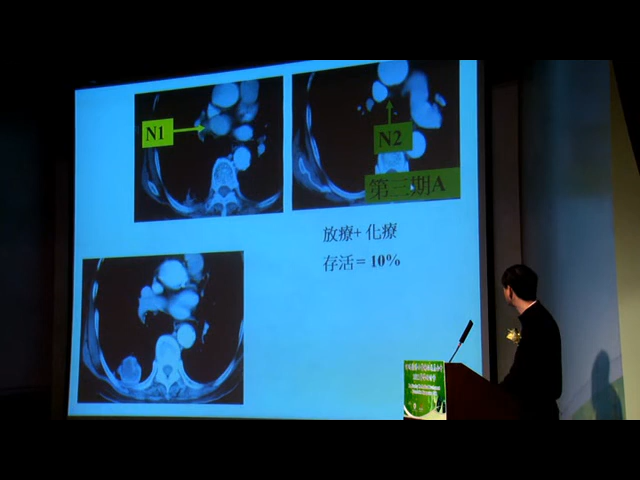 N1
N2
第三期A
放療+ 化療
存活 = 10%